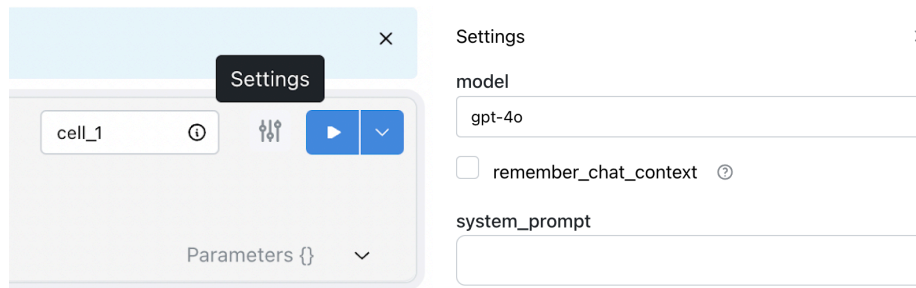 Settings
cell_1
Parameters {}
Settings
model
gpt-4o
remember_chat_context
system_prompt